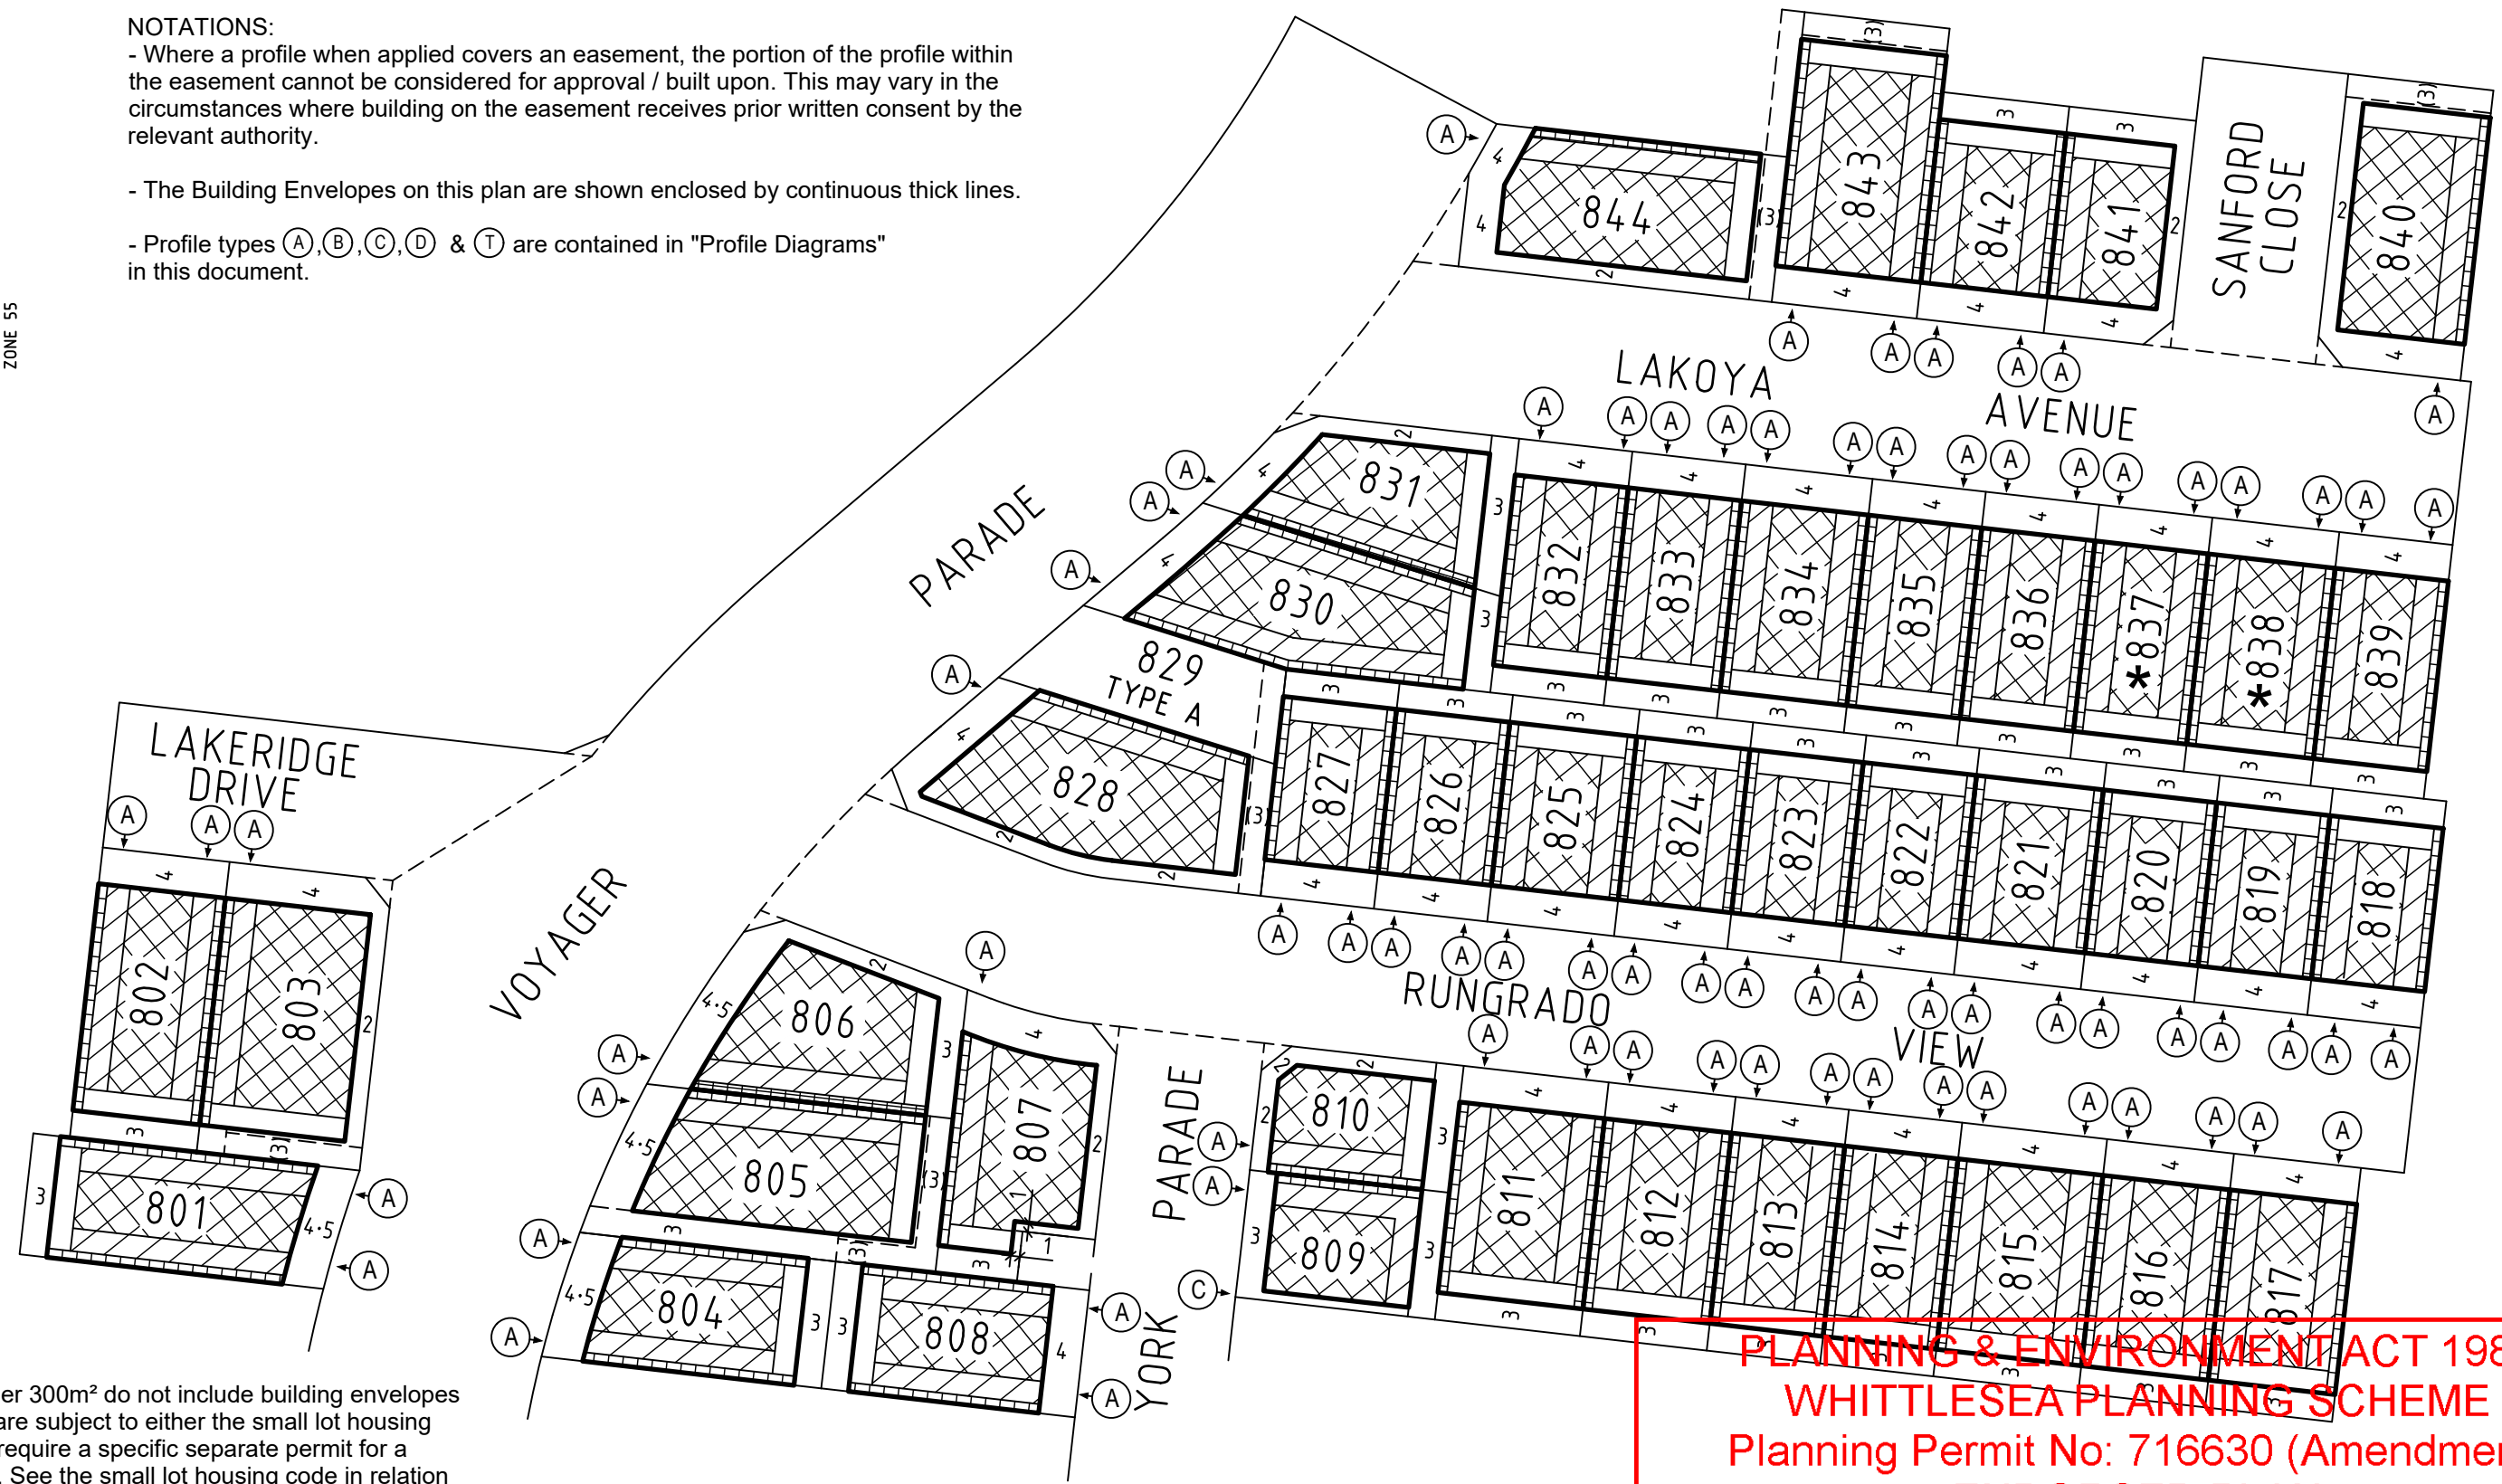 NOTATIONS:
- Where a profile when applied covers an easement, the portion of the profile within
the easement cannot be considered for approval / built upon. This may vary in the
circumstances where building on the easement receives prior written consent by the
relevant authority.
- The Building Envelopes on this plan are shown enclosed by continuous thick lines.
- Profile types (A),(B),(C),(D) & (T) are contained in "Profile Diagrams"
in this document.
ZONE 55
SANFORD
CLOSE
844
843
842
841
840
LAKOYA
AVENUE
PARADE
831
830
829
TYPE A
828
832
833
834
835
836
*837
*838
839
827
826
825
824
823
822
821
820
819
818
LAKERIDGE
DRIVE
802
803
801
VOYAGER
806
805
804
807
808
RUNGRADO
VIEW
PARADE
YORK
810
809
811
812
813
814
815
816
817
er 300m² do not include building envelopes
are subject to either the small lot housing
require a specific separate permit for a
. See the small lot housing code in relation
PLANNING & ENVIRONMENT ACT 198
WHITTLESEA PLANNING SCHEME
Planning Permit No: 716630 (Amendme